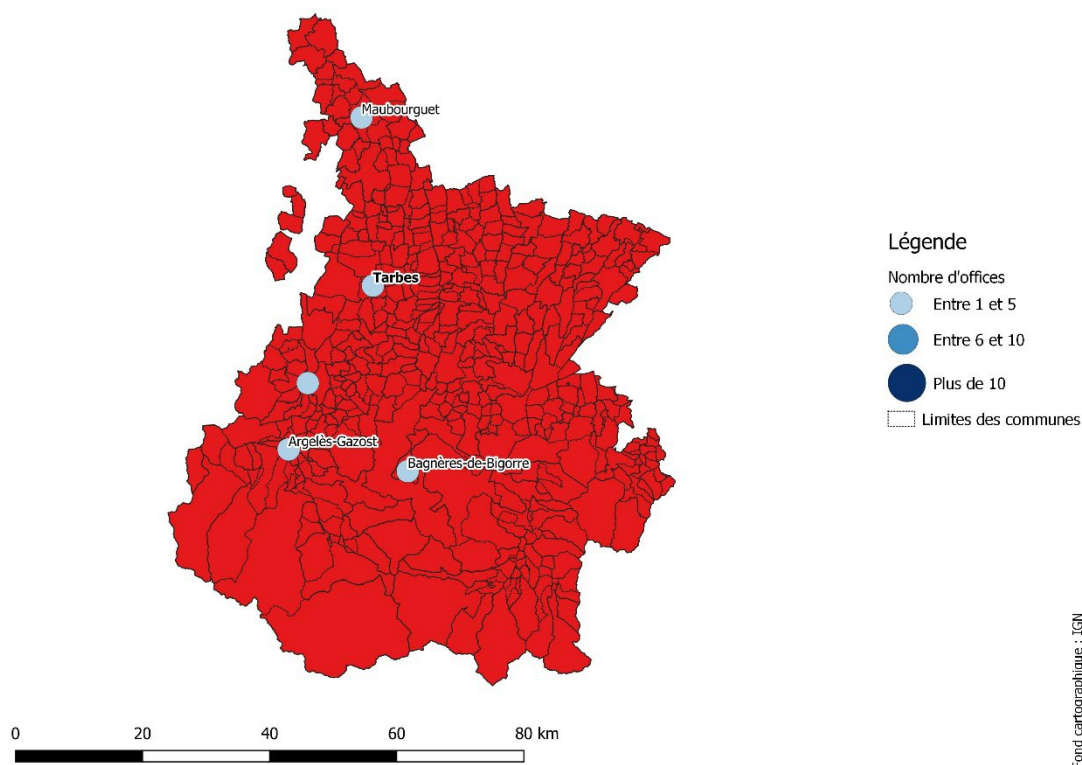 Maubourguet
Tarbes
Argelès-Gazost
Bagnères-de-Bigorre
Légende
Nombre d'offices
Entre 1 et 5
Entre 6 et 10
Plus de 10
Limites des communes
0 20 40 60 80 km
Fond cartographique : IGN